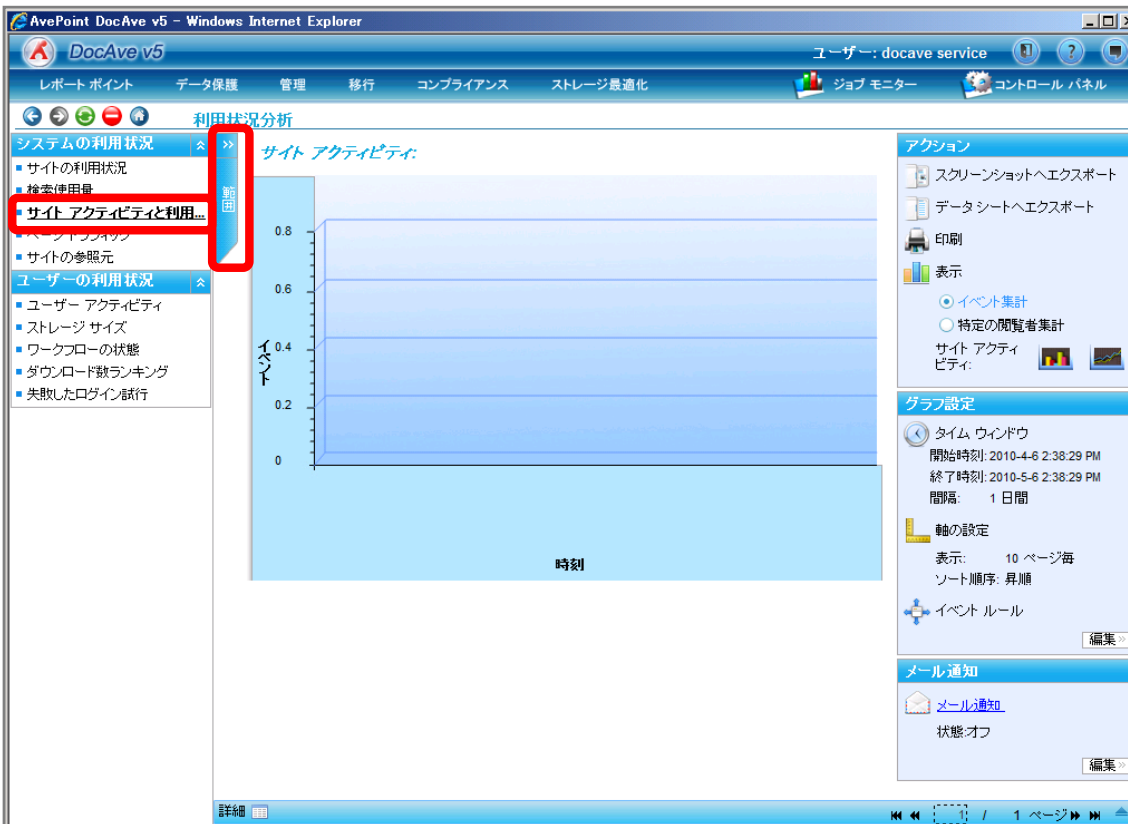 AvePoint DocAve v5 - Windows Internet Explorer
DocAve v5
ユーザー: docave service
レポート ポイント
データ保護
管理
移行
コンプライアンス
ストレージ最適化
ジョブ モニター
コントロール パネル
利用状況分析
システムの利用状況
サイトの利用状況
検索使用量
サイト アクティビティと利用...
ページ トラフィック
サイトの参照元
ユーザーの利用状況
ユーザー アクティビティ
ストレージ サイズ
ワークフローの状態
ダウンロード数ランキング
失敗したログイン試行
範囲
サイト アクティビティ:
0.8
0.6
0.4
0.2
0
イベント
時刻
アクション
スクリーンショットへエクスポート
データ シートへエクスポート
印刷
表示
イベント集計
特定の閲覧者集計
サイト アクティ
ビティ:
グラフ設定
タイム ウィンドウ
開始時刻: 2010-4-6 2:38:29 PM
終了時刻: 2010-5-6 2:38:29 PM
間隔: 1 日間
軸の設定
表示: 10 ページ毎
ソート順序: 昇順
イベント ルール
編集»
メール通知
メール通知
状態:オフ
編集»
詳細
1 / 1 ページ